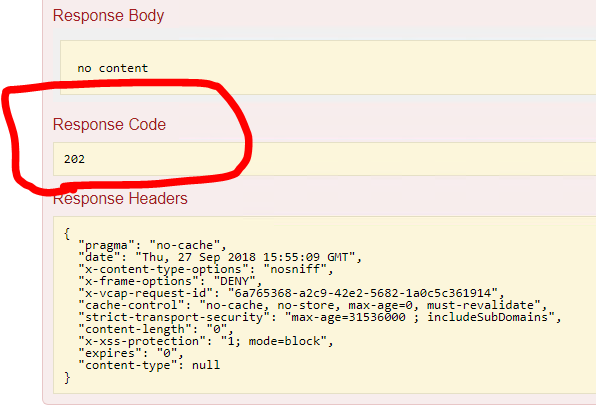 Response Body
no content
Response Code
202
Response Headers
{
"pragma": "no-cache",
"date": "Thu, 27 Sep 2018 15:55:09 GMT",
"x-content-type-options": "nosniff",
"x-frame-options": "DENY",
"x-vcap-request-id": "6a765368-a2c9-42e2-5682-1a0c5c361914",
"cache-control": "no-cache, no-store, max-age=0, must-revalidate",
"strict-transport-security": "max-age=31536000 ; includeSubDomains",
"content-length": "0",
"x-xss-protection": "1; mode=block",
"expires": "0",
"content-type": null
}